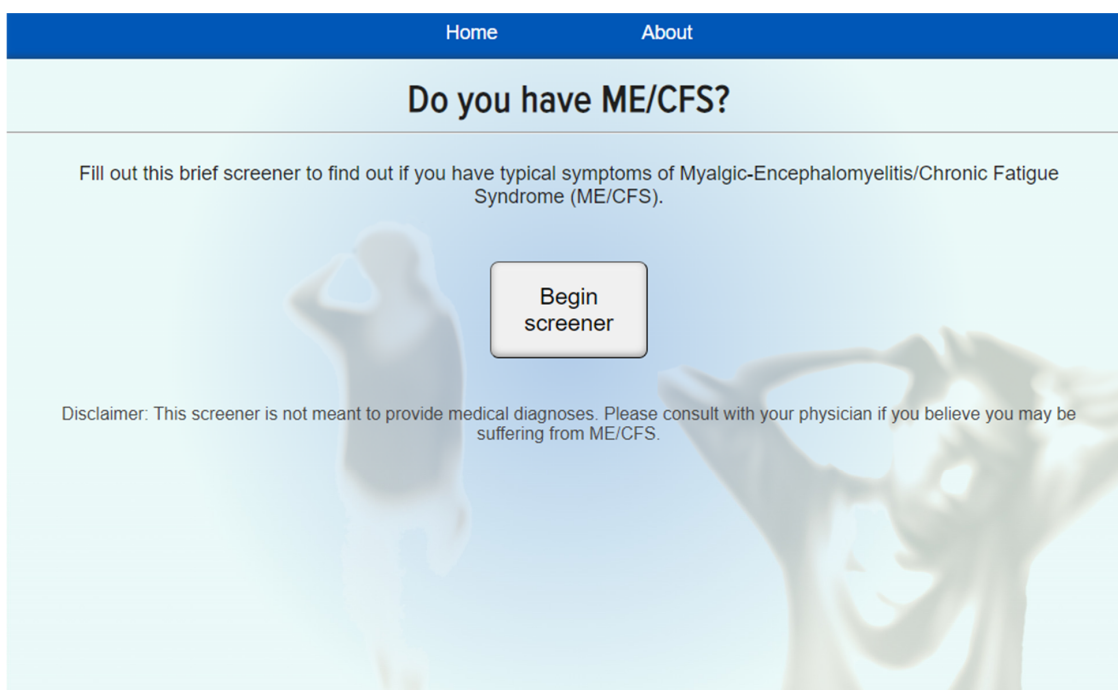 Home About
Do you have ME/CFS?
Fill out this brief screener to find out if you have typical symptoms of Myalgic-Encephalomyelitis/Chronic Fatigue
Syndrome (ME/CFS).
Begin
screener
Disclaimer: This screener is not meant to provide medical diagnoses. Please consult with your physician if you believe you may be
suffering from ME/CFS.